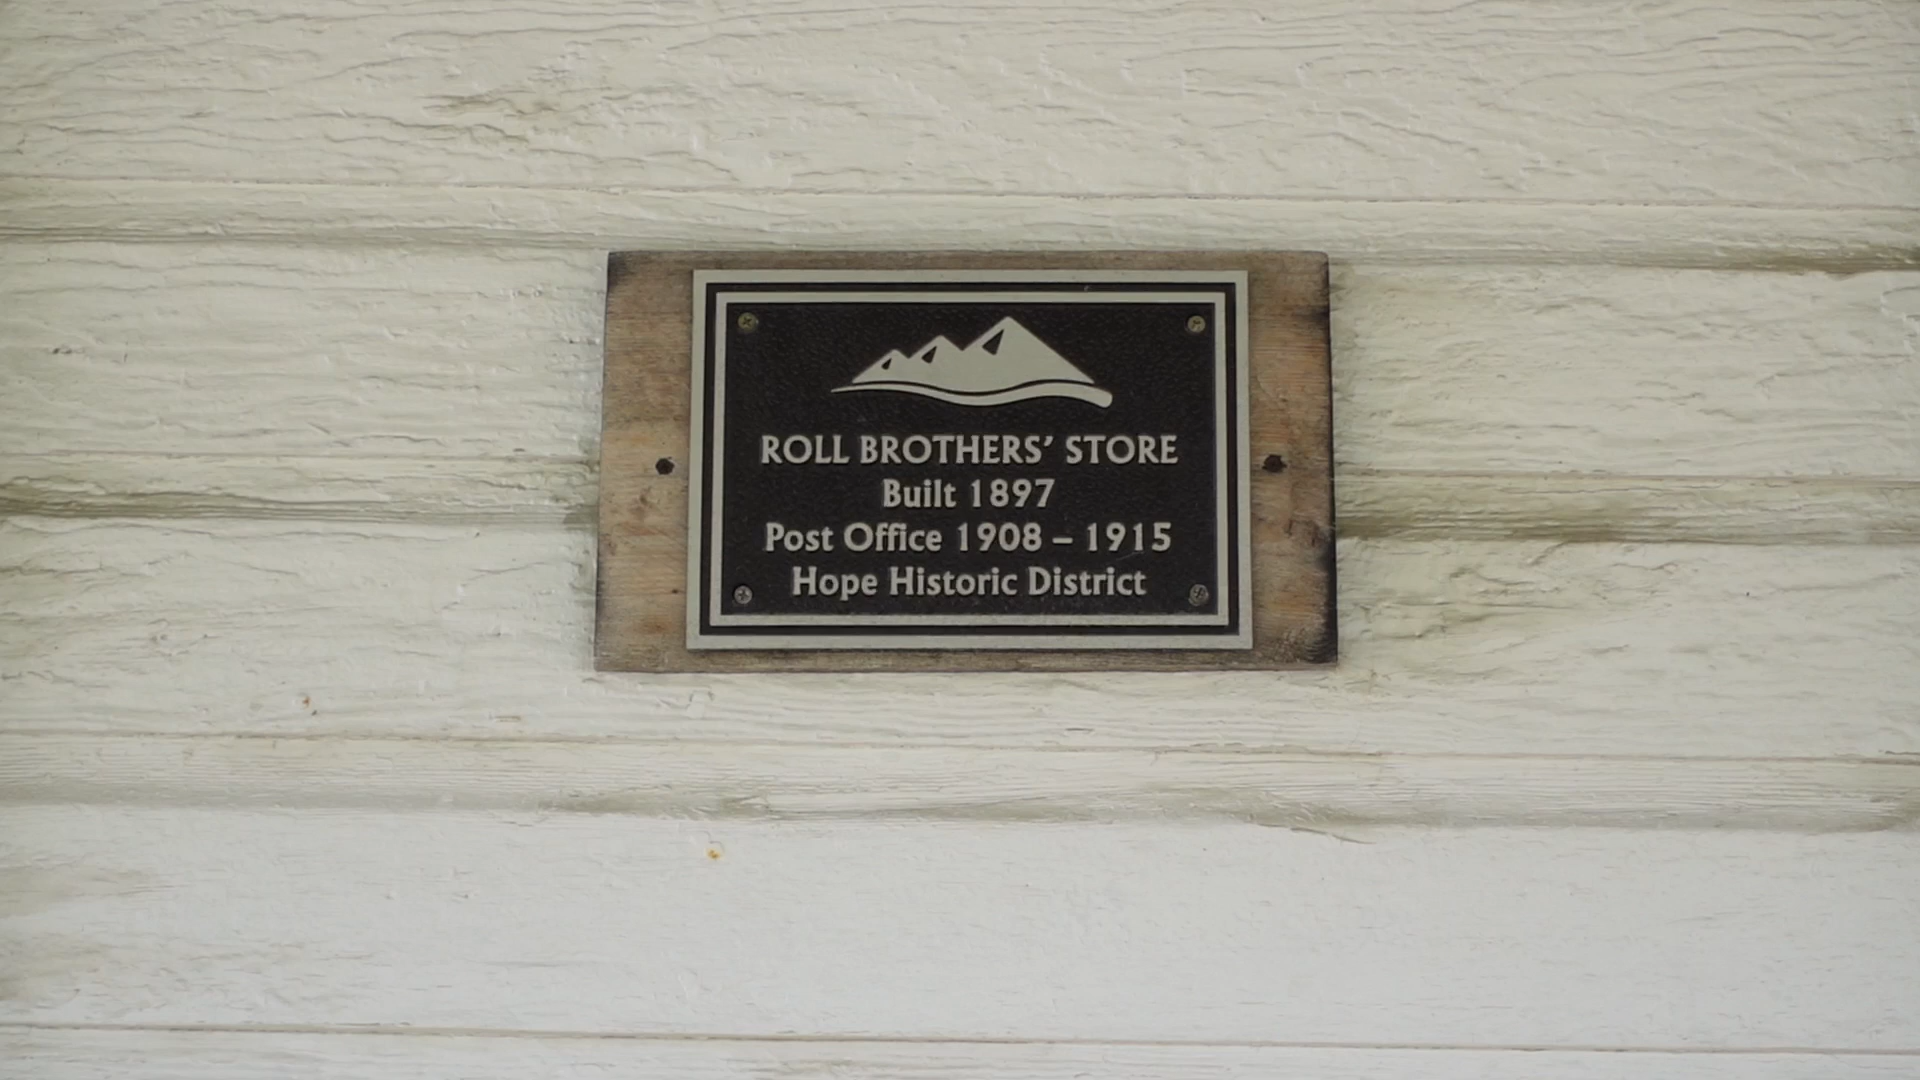 ROLL BROTHERS’ STORE
Built 1897
Post Office 1908 – 1915
Hope Historic District